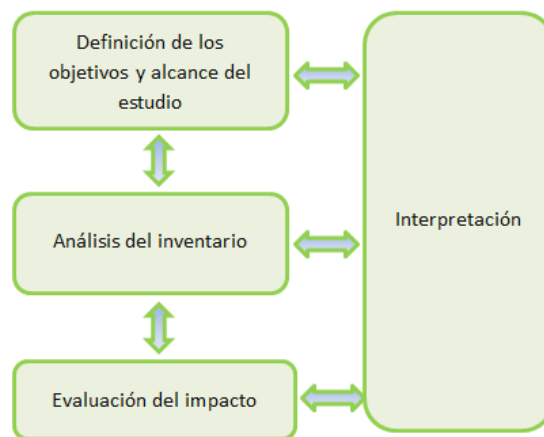 Definición de los
objetivos y alcance del
estudio
Análisis del inventario
Interpretación
Evaluación del impacto